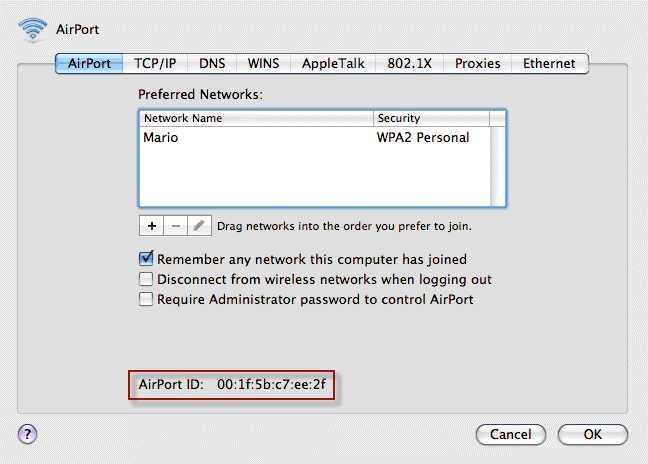 AirPort
AirPort TCP/IP DNS WINS AppleTalk 802.1X Proxies Ethernet
Preferred Networks:
Network Name Security
Mario WPA2 Personal
+ − Drag networks into the order you prefer to join.
Remember any network this computer has joined
Disconnect from wireless networks when logging out
Require Administrator password to control AirPort
AirPort ID: 00:1f:5b:c7:ee:2f
? Cancel OK